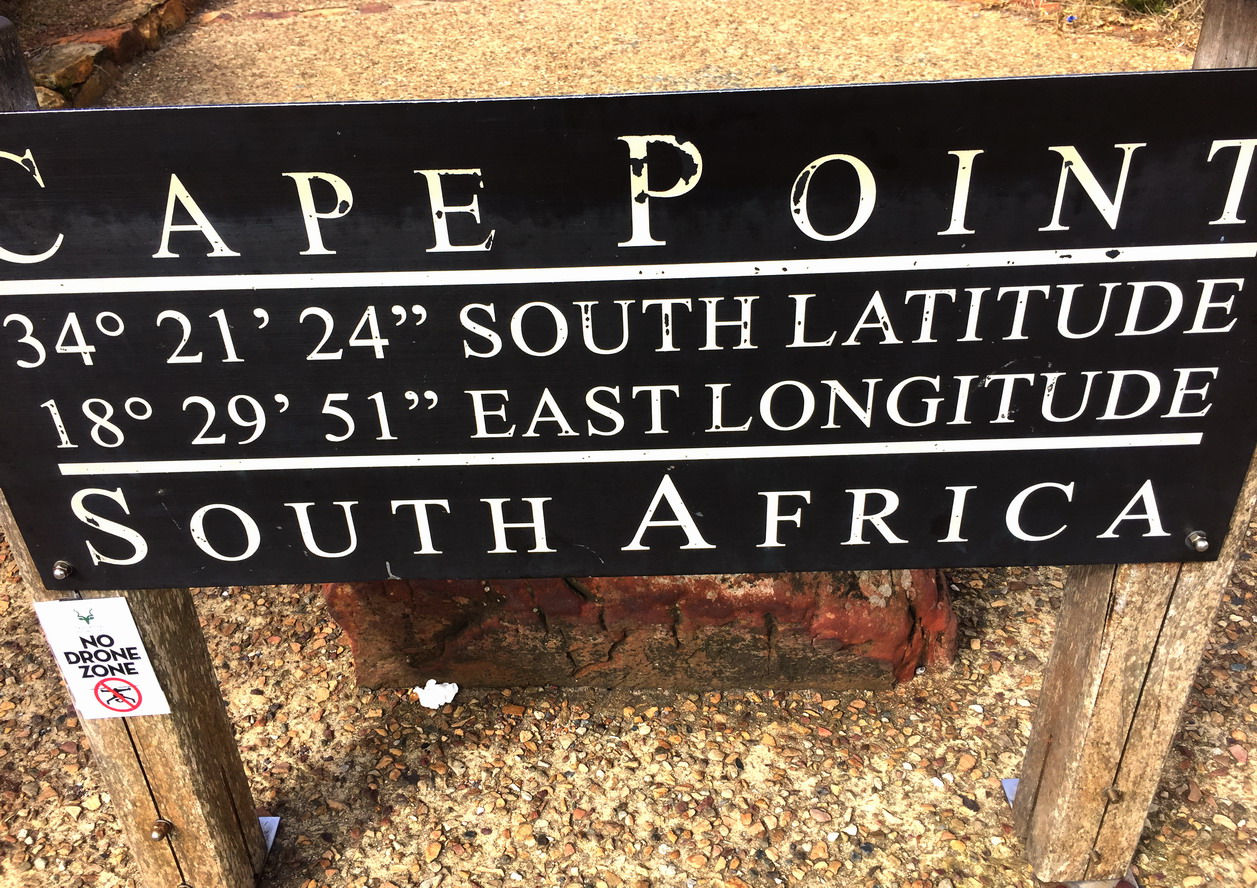 CAPE POINT
34° 21’ 24” SOUTH LATITUDE
18° 29’ 51” EAST LONGITUDE
SOUTH AFRICA
NO
DRONE
ZONE